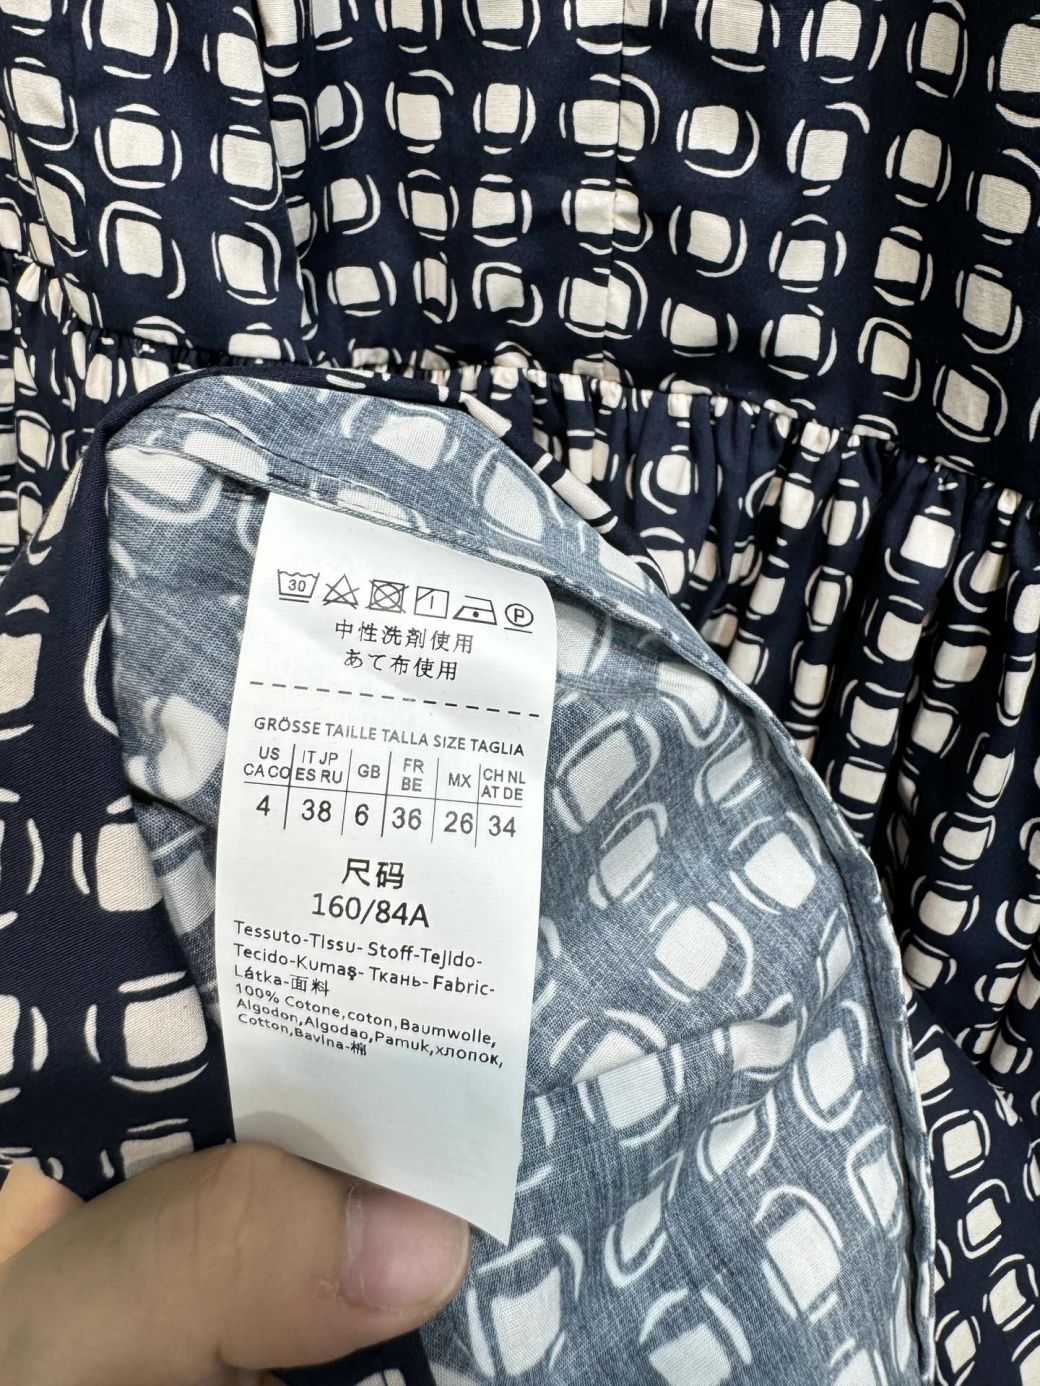 30
P
中性洗剤使用
あて布使用
GRÖSSE TAILLE TALLA SIZE TAGLIA
US CA CO | IT JP ES RU | GB | FR BE | MX | CH NL AT DE
4 | 38 | 6 | 36 | 26 | 34
尺码
160/84A
Tessuto-Tissu- Stoff-Tejido-
Tecido-Kumaş- Ткань- Fabric-
Látka-面料
100% Cotone,coton,Baumwolle,
Algodon,Algodao,Pamuk,хлопок,
Cotton,Bavlna-棉